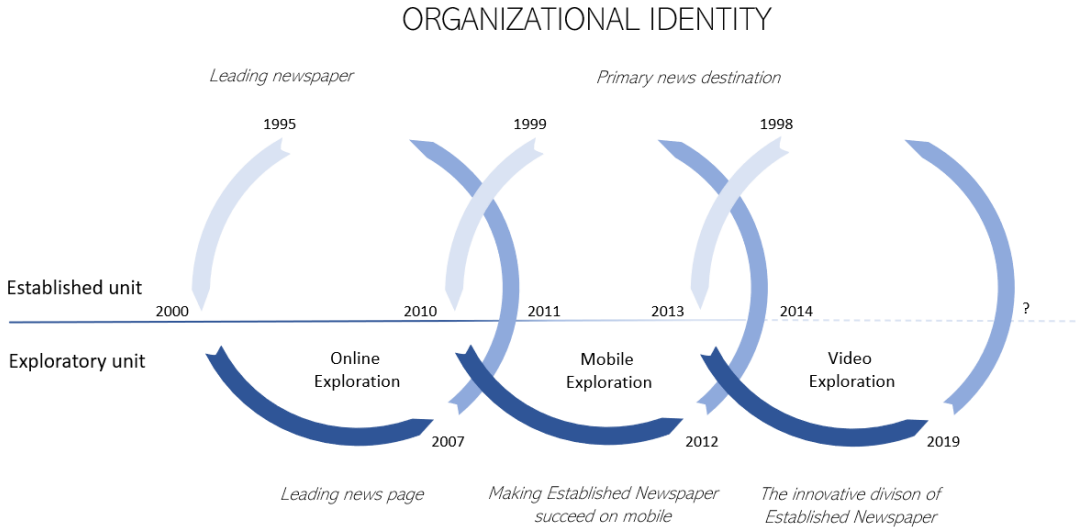 ORGANIZATIONAL IDENTITY
Leading newspaper
Primary news destination
1995
1999
1998
Established unit
2000
2010
2011
2013
2014
?
Exploratory unit
Online
Exploration
Mobile
Exploration
Video
Exploration
2007
2012
2019
Leading news page
Making Established Newspaper
succeed on mobile
The innovative divison of
Established Newspaper